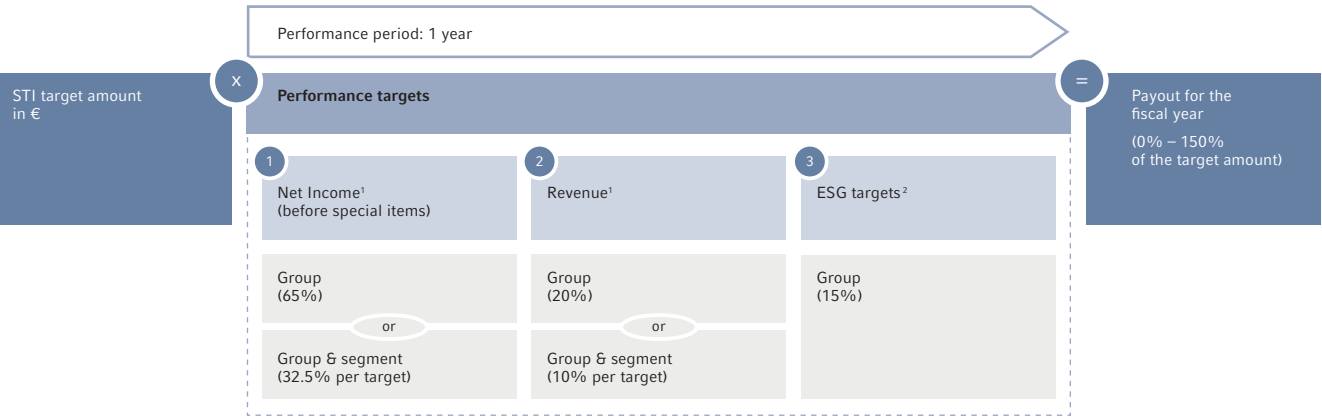 Performance period: 1 year
STI target amount
in €
x
Performance targets
=
Payout for the
fiscal year
(0% – 150%
of the target amount)
1
Net Income¹
(before special items)
2
Revenue¹
3
ESG targets²
Group
(65%)
or
Group & segment
(32.5% per target)
Group
(20%)
or
Group & segment
(10% per target)
Group
(15%)